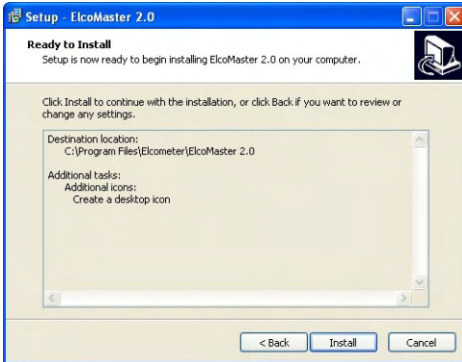 Setup - ElcoMaster 2.0
Ready to Install
Setup is now ready to begin installing ElcoMaster 2.0 on your computer.
Click Install to continue with the installation, or click Back if you want to review or
change any settings.
Destination location:
C:\Program Files\Elcometer\ElcoMaster 2.0
Additional tasks:
Additional icons:
Create a desktop icon
< Back Install Cancel